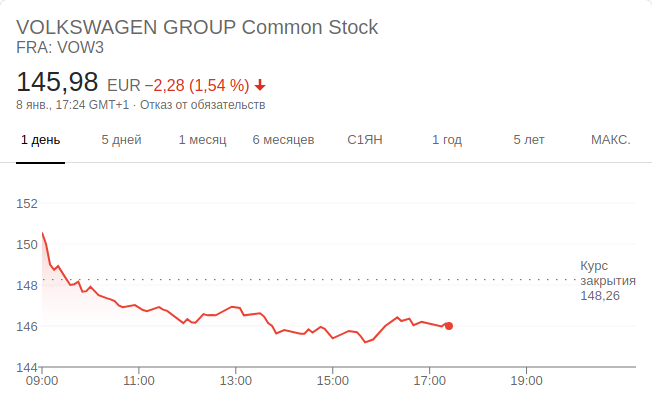 VOLKSWAGEN GROUP Common Stock
FRA: VOW3
145,98 EUR −2,28 (1,54 %)
8 янв., 17:24 GMT+1 · Отказ от обязательств
1 день 5 дней 1 месяц 6 месяцев С1ЯН 1 год 5 лет МАКС.
152
150
Курс
закрытия
148,26
148
146
144
09:00 11:00 13:00 15:00 17:00 19:00